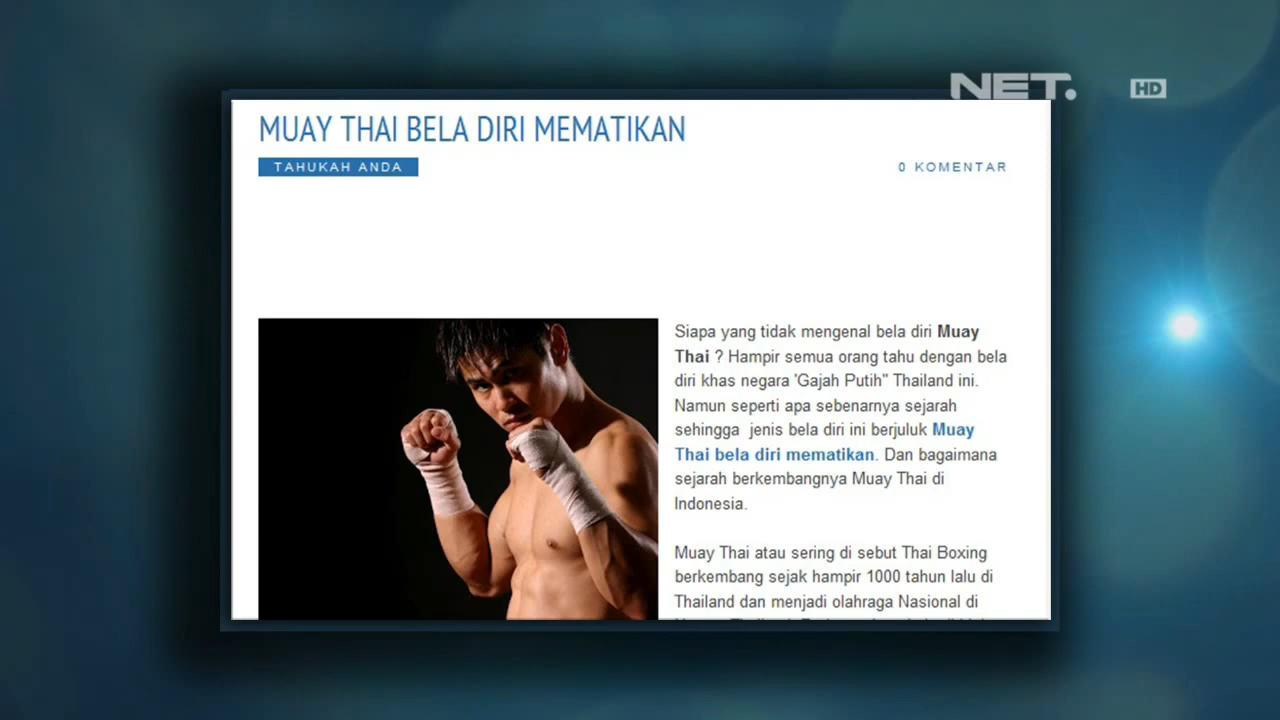 NET.
HD
MUAY THAI BELA DIRI MEMATIKAN
TAHUKAH ANDA
0 KOMENTAR
Siapa yang tidak mengenal bela diri Muay
Thai ? Hampir semua orang tahu dengan bela
diri khas negara 'Gajah Putih" Thailand ini.
Namun seperti apa sebenarnya sejarah
sehingga  jenis bela diri ini berjuluk Muay
Thai bela diri mematikan. Dan bagaimana
sejarah berkembangnya Muay Thai di
Indonesia.
Muay Thai atau sering di sebut Thai Boxing
berkembang sejak hampir 1000 tahun lalu di
Thailand dan menjadi olahraga Nasional di